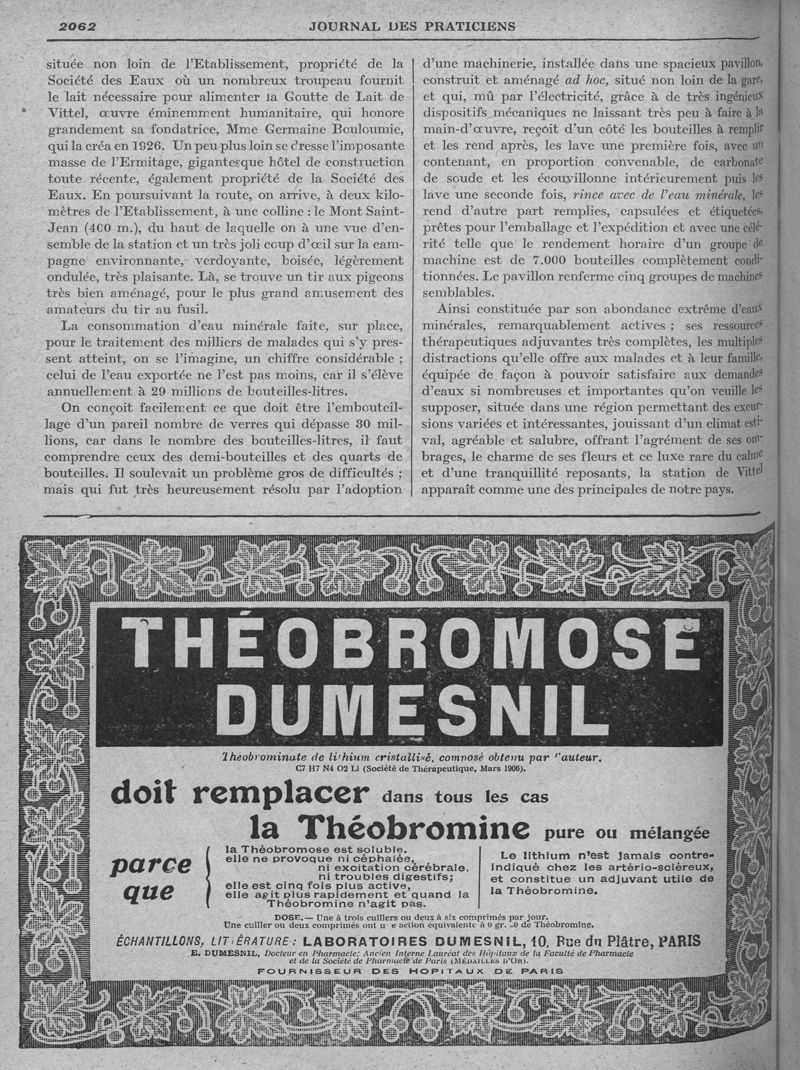 2062
JOURNAL DES PRATICIENS
située non loin de l'Etablissement, propriété de la
Société des Eaux où un nombreux troupeau fournit
le lait nécessaire pour alimenter la Goutte de Lait de
Vittel, œuvre éminemment humanitaire, qui honore
grandement sa fondatrice, Mme Germaine Bouloumie,
qui la créa en 1926. Un peu plus loin se dresse l'imposante
masse de l'Ermitage, gigantesque hôtel de construction
toute récente, également propriété de la Société des
Eaux. En poursuivant la route, on arrive, à deux kilo-
mètres de l'Etablissement, à une colline : le Mont Saint-
Jean (400 m.), du haut de laquelle on à une vue d'en-
semble de la station et un très joli coup d'œil sur la cam-
pagne environnante, verdoyante, boisée, légèrement
ondulée, très plaisante. Là, se trouve un tir aux pigeons
très bien aménagé, pour le plus grand amusement des
amateurs du tir au fusil.
La consommation d'eau minérale faite, sur place,
pour le traitement des milliers de malades qui s'y pres-
sent atteint, on se l'imagine, un chiffre considérable ;
celui de l'eau exportée ne l'est pas moins, car il s'élève
annuellement à 29 millions de bouteilles-litres.
On conçoit facilement ce que doit être l'embouteil-
lage d'un pareil nombre de verres qui dépasse 30 mil-
lions, car dans le nombre des bouteilles-litres, il faut
comprendre ceux des demi-bouteilles et des quarts de
bouteilles. Il soulevait un problème gros de difficultés ;
mais qui fut très heureusement résolu par l'adoption
d'une machinerie, installée dans une spacieux pavillon,
construit et aménagé ad hoc, situé non loin de la gare,
et qui, mû par l'électricité, grâce à de très ingénieux
dispositifs mécaniques ne laissant très peu à faire à la
main-d'œuvre, reçoit d'un côté les bouteilles à remplir
et les rend après, les lave une première fois, avec un
contenant, en proportion convenable, de carbonate
de soude et les écouvillonne intérieurement puis les
lave une seconde fois, rince avec de l'eau minérale, les
rend d'autre part remplies, capsulées et étiquetées,
prêtes pour l'emballage et l'expédition et avec une célé-
rité telle que le rendement horaire d'un groupe de
machine est de 7.000 bouteilles complètement condi-
tionnées. Le pavillon renferme cinq groupes de machines
semblables.
Ainsi constituée par son abondance extrême d'eaux
minérales, remarquablement actives ; ses ressources
thérapeutiques adjuvantes très complètes, les multiples
distractions qu'elle offre aux malades et à leur famille,
équipée de façon à pouvoir satisfaire aux demandes
d'eaux si nombreuses et importantes qu'on veuille les
supposer, située dans une région permettant des excur-
sions variées et intéressantes, jouissant d'un climat esti-
val, agréable et salubre, offrant l'agrément de ses om-
brages, le charme de ses fleurs et ce luxe rare du calme
et d'une tranquillité reposants, la station de Vittel
apparaît comme une des principales de notre pays.
THÉOBROMOSE
DUMESNIL
Théobrominate de lithium cristallisé, composé obtenu par l'auteur.
C7 H7 N4 O2 Li (Société de Thérapeutique, Mars 1906).
doit remplacer dans tous les cas
la Théobromine pure ou mélangée
parce
que
la Théobromose est soluble,
elle ne provoque ni céphalée,
ni excitation cérébrale,
ni troubles digestifs;
elle est cinq fois plus active,
elle agit plus rapidement et quand la
Théobromine n'agit pas.
Le lithium n'est jamais contre-
indiqué chez les artério-scléreux,
et constitue un adjuvant utile de
la Théobromine.
DOSE. — Une à trois cuillers ou deux à six comprimés par jour.
Une cuiller ou deux comprimés ont u e action équivalente à 0 gr. 0 de Théobromine.
ÉCHANTILLONS, LITTÉRATURE : LABORATOIRES DUMESNIL, 10, Rue du Plâtre, PARIS
E. DUMESNIL, Docteur en Pharmacie; Ancien Interne Lauréat des Hôpitaux de la Faculté de Pharmacie
et de la Société de Pharmacie de Paris (MÉDAILLES D'OR).
FOURNISSEUR DES HOPITAUX DE PARIS